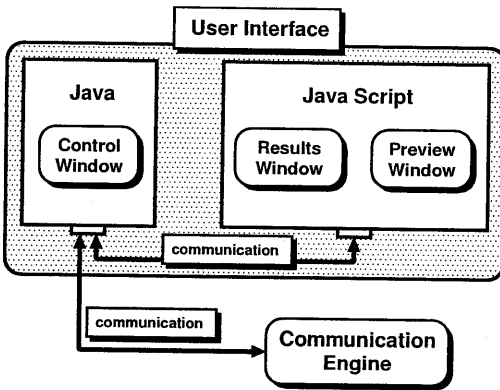 User Interface
Java
Java Script
Control
Window
Results
Window
Preview
Window
communication
communication
Communication
Engine